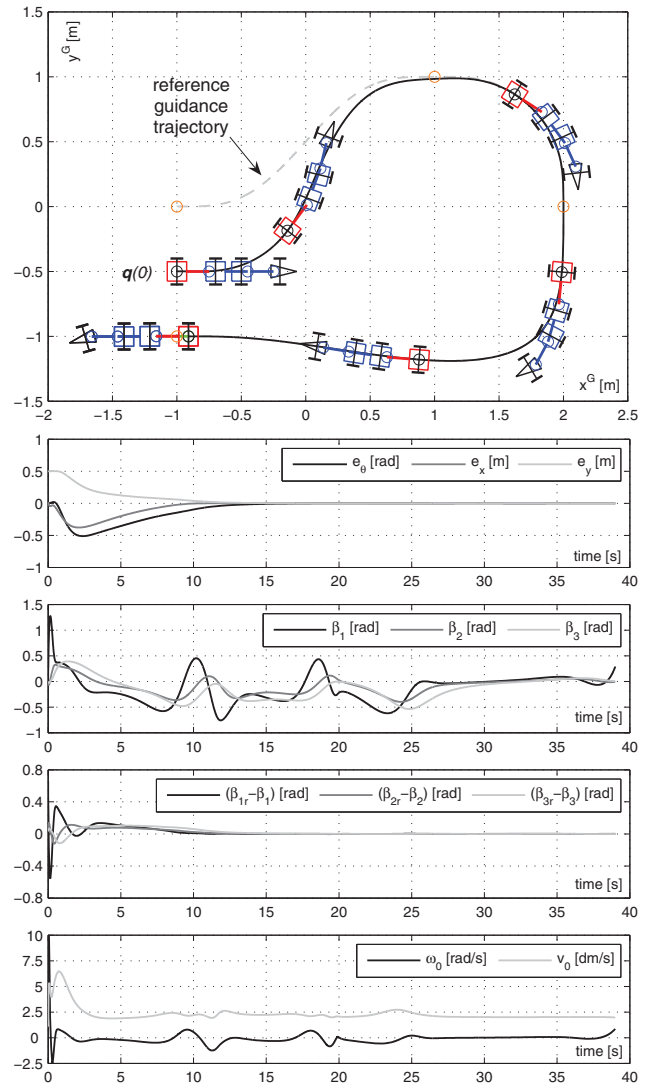 1.5
y^G [m]
1
0.5
0
−0.5
−1
−1.5
reference
guidance
trajectory
q(0)
x^G [m]
−2 −1.5 −1 −0.5 0 0.5 1 1.5 2 2.5
1
0.5
0
−0.5
−1
e_θ [rad] e_x [m] e_y [m]
time [s]
0 5 10 15 20 25 30 35 40
1.5
1
0.5
0
−0.5
−1
β_1 [rad] β_2 [rad] β_3 [rad]
time [s]
0 5 10 15 20 25 30 35 40
0.8
0.4
0
−0.4
−0.8
(β_1r−β_1) [rad] (β_2r−β_2) [rad] (β_3r−β_3) [rad]
time [s]
0 5 10 15 20 25 30 35 40
10
7.5
5
2.5
0
−2.5
ω_0 [rad/s] v_0 [dm/s]
time [s]
0 5 10 15 20 25 30 35 40